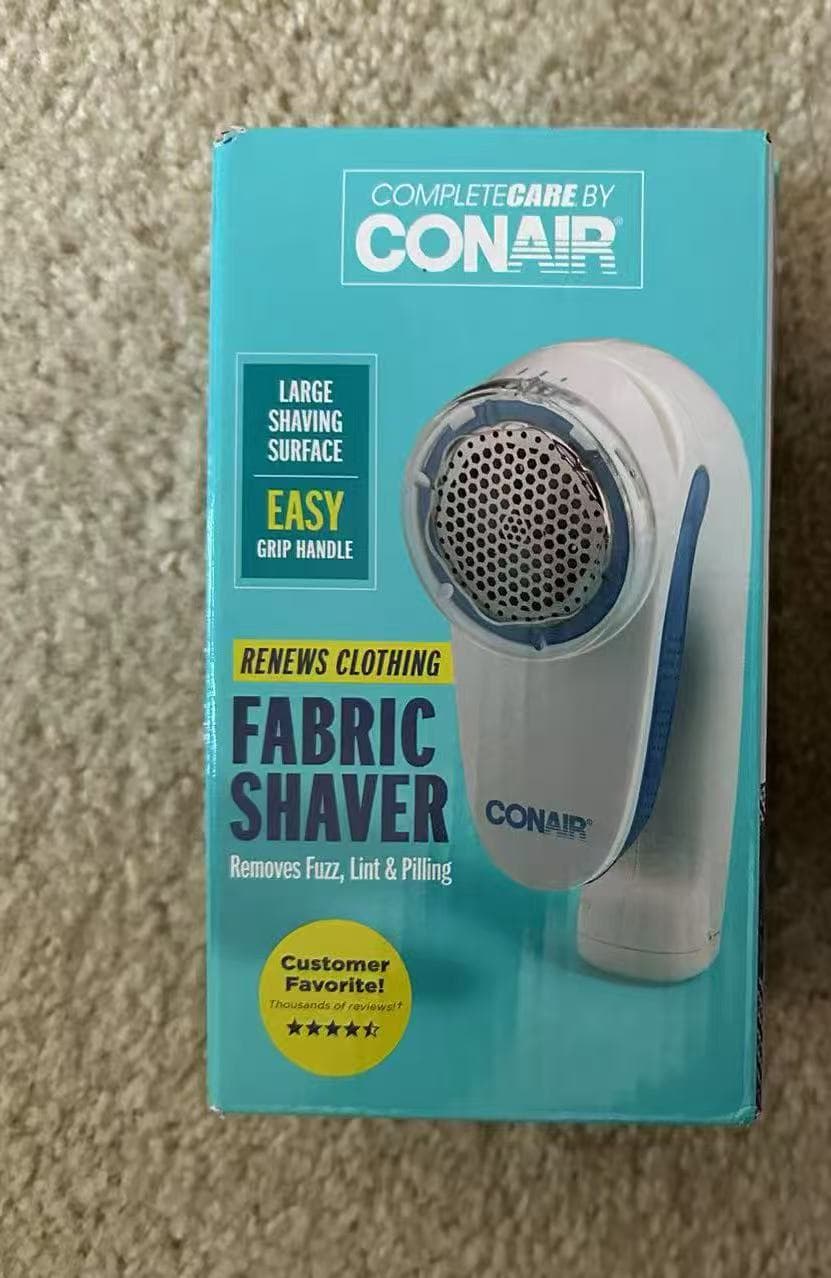 COMPLETECARE BY
CONAIR®
LARGE
SHAVING
SURFACE
EASY
GRIP HANDLE
RENEWS CLOTHING
FABRIC
SHAVER
Removes Fuzz, Lint & Pilling
CONAIR®
Customer
Favorite!
Thousands of reviews!†